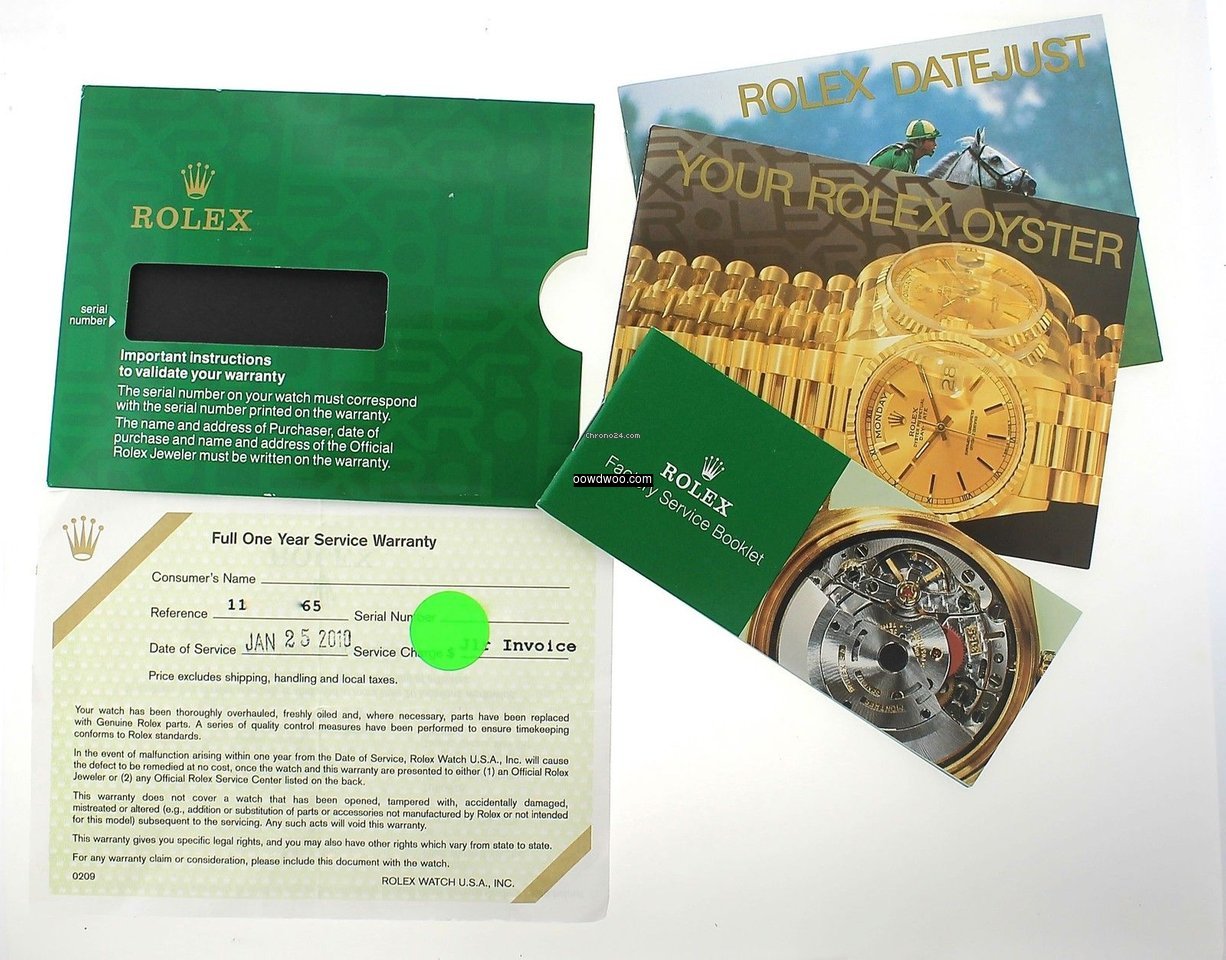 ROLEX
serial
number
Important instructions
to validate your warranty
The serial number on your watch must correspond
with the serial number printed on the warranty.
The name and address of Purchaser, date of
purchase and name and address of the Official
Rolex Jeweler must be written on the warranty.
ROLEX DATEJUST
YOUR ROLEX OYSTER
MONDAY
28
ROLEX
Chrono24.com
oowdwoo.com
ROLEX
Factory Service Booklet
Full One Year Service Warranty
Consumer's Name
Reference 11 65 Serial Number
Date of Service JAN 25 2010 Service Charge $ Jlr Invoice
Price excludes shipping, handling and local taxes.
Your watch has been thoroughly overhauled, freshly oiled and, where necessary, parts have been replaced
with Genuine Rolex parts. A series of quality control measures have been performed to ensure timekeeping
conforms to Rolex standards.
In the event of malfunction arising within one year from the Date of Service, Rolex Watch U.S.A., Inc. will cause
the defect to be remedied at no cost, once the watch and this warranty are presented to either (1) an Official Rolex
Jeweler or (2) any Official Rolex Service Center listed on the back.
This warranty does not cover a watch that has been opened, tampered with, accidentally damaged,
mistreated or altered (e.g., addition or substitution of parts or accessories not manufactured by Rolex or not intended
for this model) subsequent to the servicing. Any such acts will void this warranty.
This warranty gives you specific legal rights, and you may also have other rights which vary from state to state.
For any warranty claim or consideration, please include this document with the watch.
0209
ROLEX WATCH U.S.A., INC.